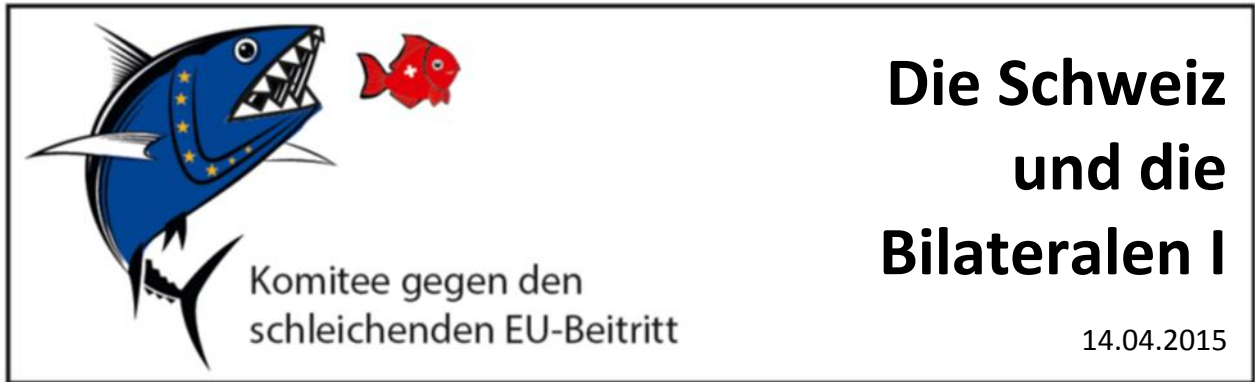 Komitee gegen den
schleichenden EU-Beitritt
Die Schweiz
und die
Bilateralen I
14.04.2015